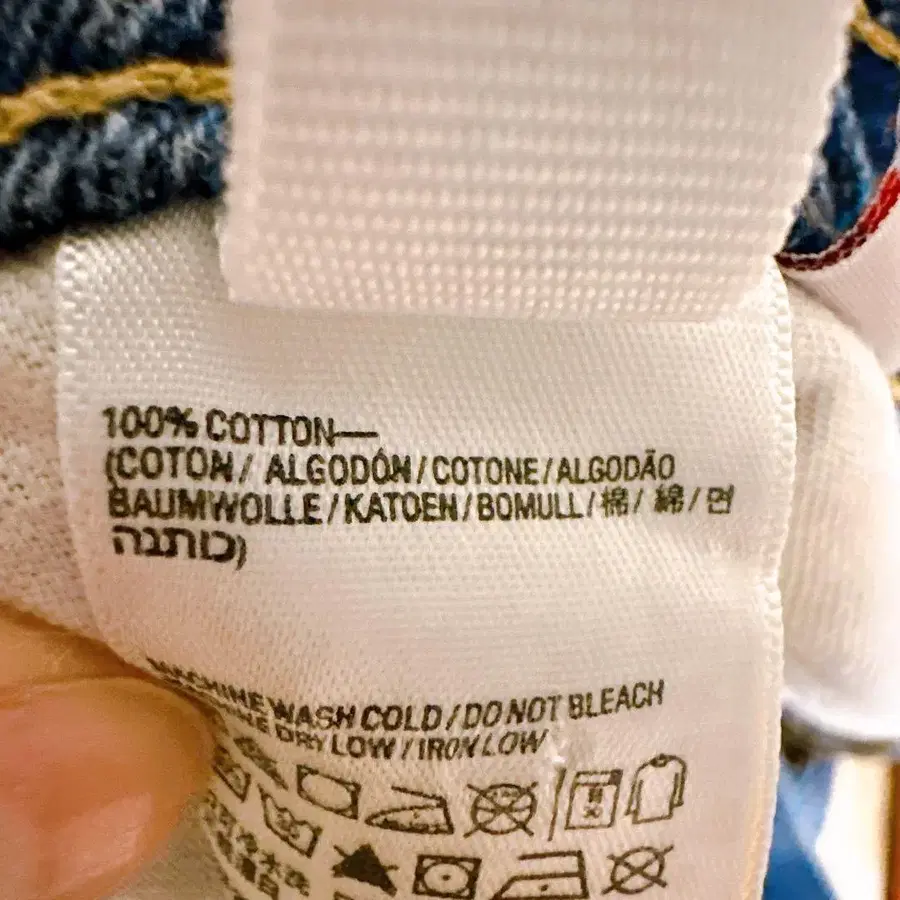 100% COTTON—
(COTON / ALGODÓN / COTONE / ALGODÃO
BAUMWOLLE / KATOEN / BOMULL / 棉 / 綿 / 면
כותנה)
MACHINE WASH COLD / DO NOT BLEACH
MACHINE DRY LOW / IRON LOW